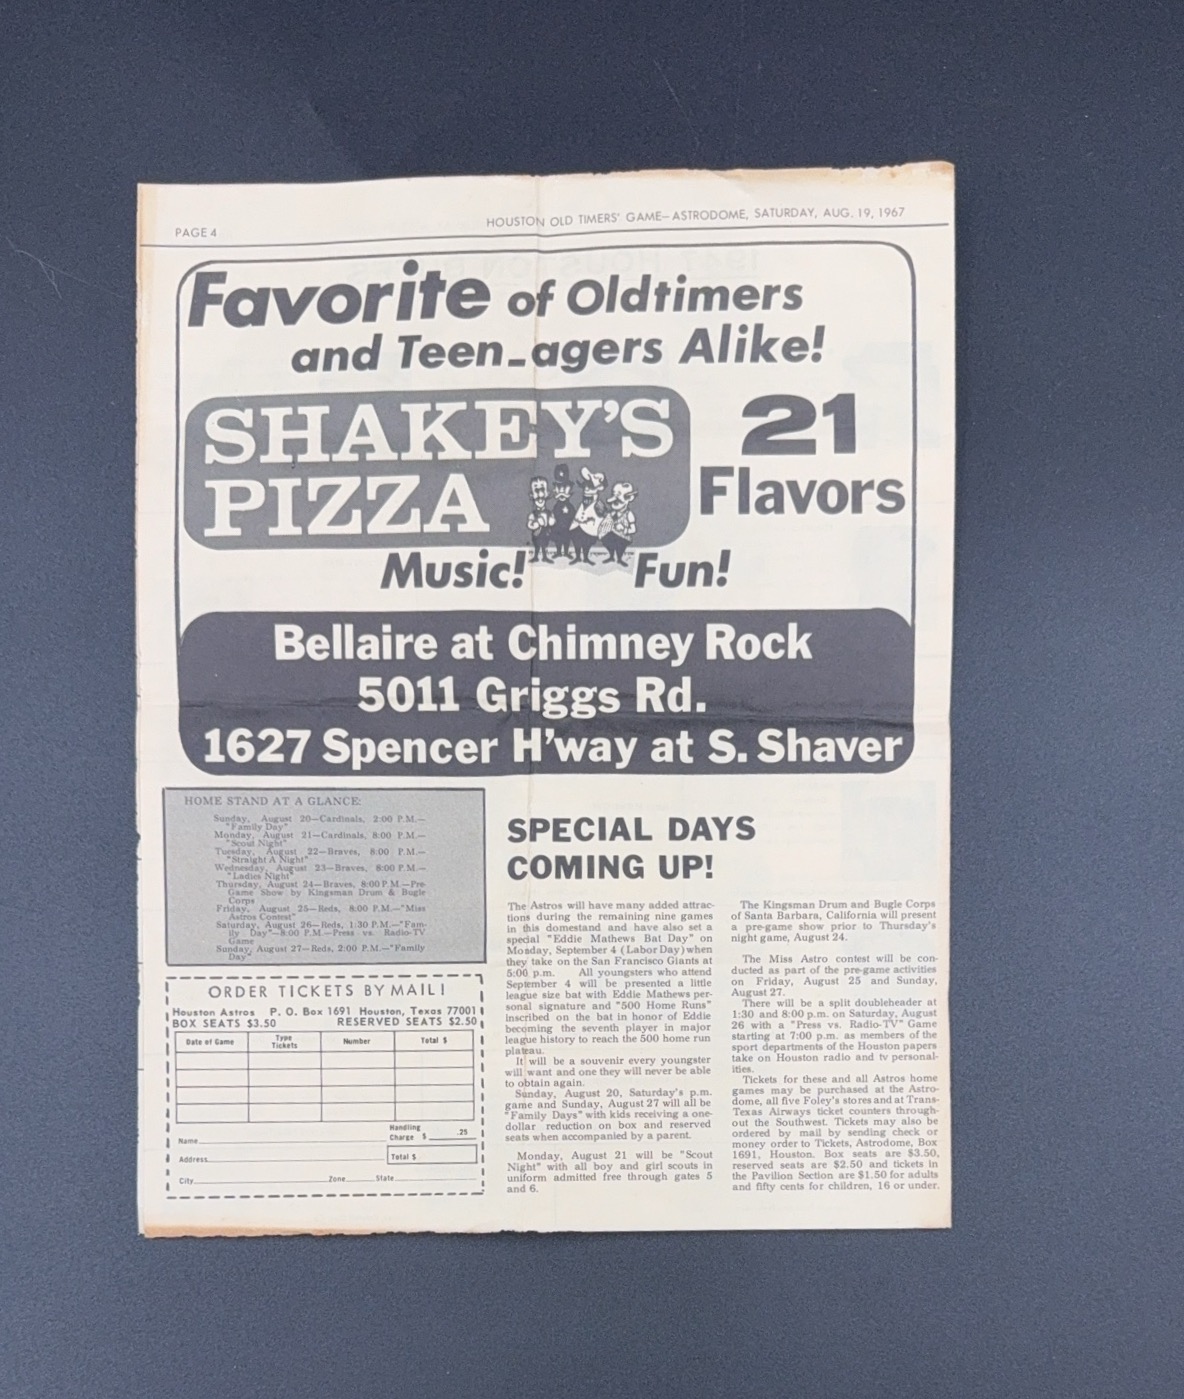 PAGE 4
HOUSTON OLD TIMERS' GAME—ASTRODOME, SATURDAY, AUG. 19, 1967
Favorite of Oldtimers
and Teen-agers Alike!
SHAKEY'S
PIZZA
21
Flavors
Music! Fun!
Bellaire at Chimney Rock
5011 Griggs Rd.
1627 Spencer H'way at S. Shaver
HOME STAND AT A GLANCE:
Sunday, August 20—Cardinals, 2:00 P.M.—
"Family Day"
Monday, August 21—Cardinals, 8:00 P.M.—
"Scout Night"
Tuesday, August 22—Braves, 8:00 P.M.—
"Straight A Night"
Wednesday, August 23—Braves, 8:00 P.M.—
"Ladies Night"
Thursday, August 24—Braves, 8:00 P.M.—Pre-
Game Show by Kingsman Drum & Bugle
Corps
Friday, August 25—Reds, 8:00 P.M.—"Miss
Astros Contest"
Saturday, August 26—Reds, 1:30 P.M.—"Fam-
ily Day"—8:00 P.M.—Press vs. Radio-TV
Game
Sunday, August 27—Reds, 2:00 P.M.—"Family
Day"
ORDER TICKETS BY MAIL!
Houston Astros P. O. Box 1691 Houston, Texas 77001
BOX SEATS $3.50 RESERVED SEATS $2.50
Date of Game Type Tickets Number Total $
Handling
Charge $ .25
Name
Address
Total $
City Zone State
SPECIAL DAYS
COMING UP!
The Astros will have many added attrac-
tions during the remaining nine games
in this domestand and have also set a
special "Eddie Mathews Bat Day" on
Monday, September 4 (Labor Day) when
they take on the San Francisco Giants at
5:00 p.m. All youngsters who attend
September 4 will be presented a little
league size bat with Eddie Mathews per-
sonal signature and "500 Home Runs"
inscribed on the bat in honor of Eddie
becoming the seventh player in major
league history to reach the 500 home run
plateau.
It will be a souvenir every youngster
will want and one they will never be able
to obtain again.
Sunday, August 20, Saturday's p.m.
game and Sunday, August 27 will all be
"Family Days" with kids receiving a one-
dollar reduction on box and reserved
seats when accompanied by a parent.
Monday, August 21 will be "Scout
Night" with all boy and girl scouts in
uniform admitted free through gates 5
and 6.
The Kingsman Drum and Bugle Corps
of Santa Barbara, California will present
a pre-game show prior to Thursday's
night game, August 24.
The Miss Astro contest will be con-
ducted as part of the pre-game activities
on Friday, August 25 and Sunday,
August 27.
There will be a split doubleheader at
1:30 and 8:00 p.m. on Saturday, August
26 with a "Press vs. Radio-TV" Game
starting at 7:00 p.m. as members of the
sport departments of the Houston papers
take on Houston radio and tv personal-
ities.
Tickets for these and all Astros home
games may be purchased at the Astro-
dome, all five Foley's stores and at Trans-
Texas Airways ticket counters through-
out the Southwest. Tickets may also be
ordered by mail by sending check or
money order to Tickets, Astrodome, Box
1691, Houston. Box seats are $3.50,
reserved seats are $2.50 and tickets in
the Pavilion Section are $1.50 for adults
and fifty cents for children, 16 or under.